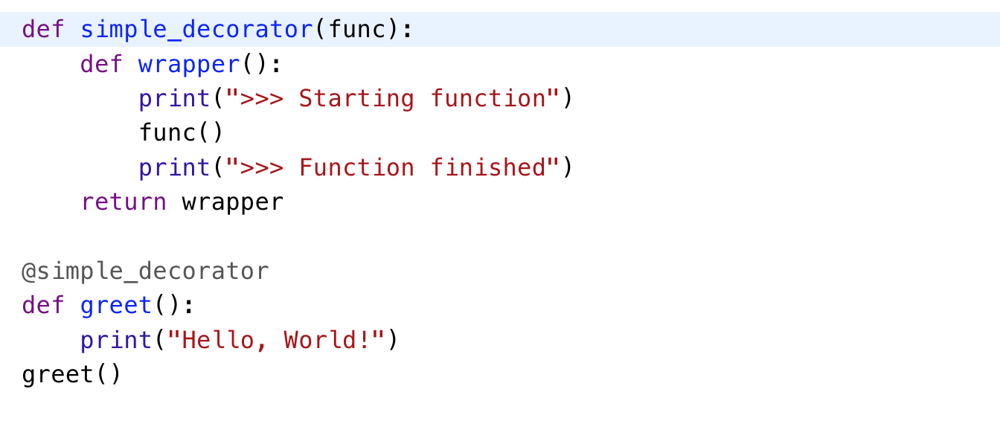 def simple_decorator(func):
    def wrapper():
        print(">>> Starting function")
        func()
        print(">>> Function finished")
    return wrapper

@simple_decorator
def greet():
    print("Hello, World!")
greet()